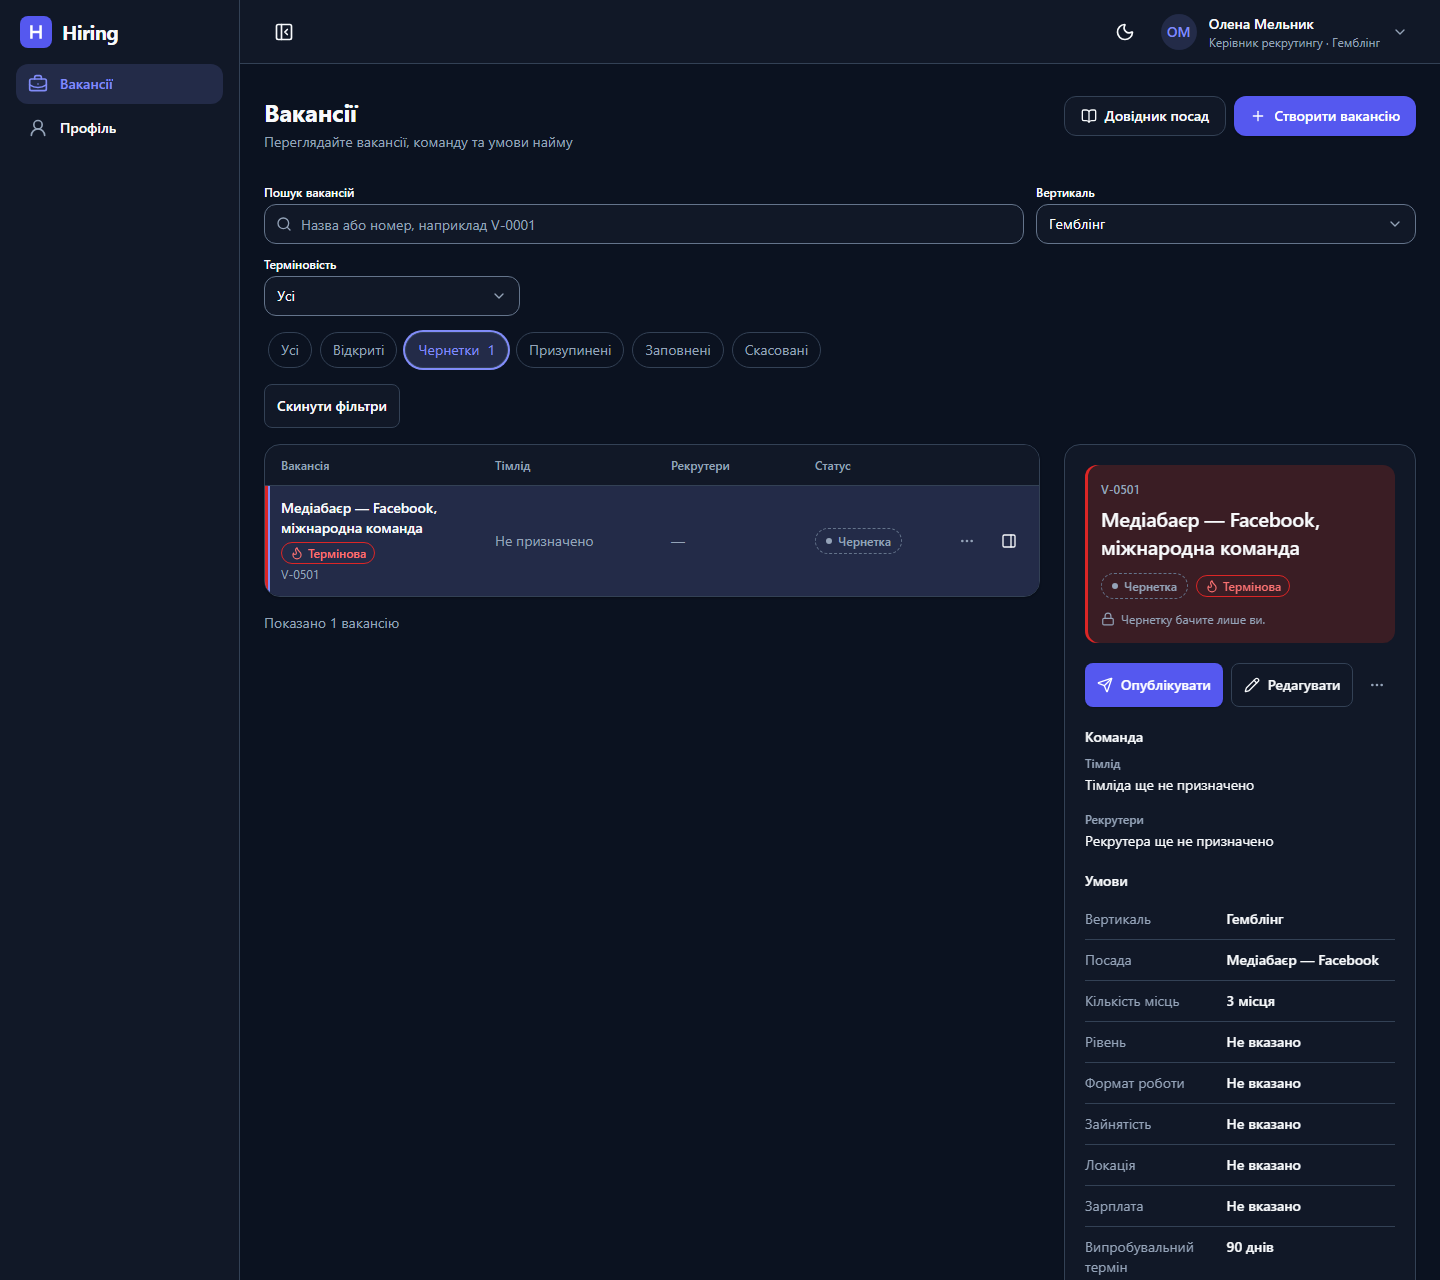 H Hiring
Вакансії
Профіль
ОМ
Олена Мельник
Керівник рекрутингу · Гемблінг
Вакансії
Переглядайте вакансії, команду та умови найму
Довідник посад
Створити вакансію
Пошук вакансій
Назва або номер, наприклад V-0001
Вертикаль
Гемблінг
Терміновість
Усі
Усі
Відкриті
Чернетки 1
Призупинені
Заповнені
Скасовані
Скинути фільтри
Вакансія Тімлід Рекрутери Статус
Медіабаєр — Facebook,
міжнародна команда
Термінова
V-0501
Не призначено
—
Чернетка
Показано 1 вакансію
V-0501
Медіабаєр — Facebook,
міжнародна команда
Чернетка Термінова
Чернетку бачите лише ви.
Опублікувати Редагувати
Команда
Тімлід
Тімліда ще не призначено
Рекрутери
Рекрутера ще не призначено
Умови
Вертикаль Гемблінг
Посада Медіабаєр — Facebook
Кількість місць 3 місця
Рівень Не вказано
Формат роботи Не вказано
Зайнятість Не вказано
Локація Не вказано
Зарплата Не вказано
Випробувальний 90 днів
термін